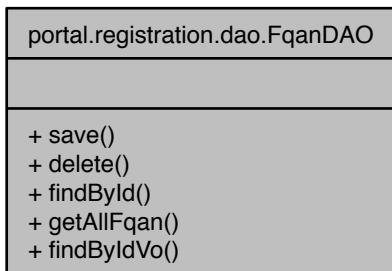 portal.registration.dao.FqanDAO
+ save()
+ delete()
+ findById()
+ getAllFqan()
+ findByIdVo()